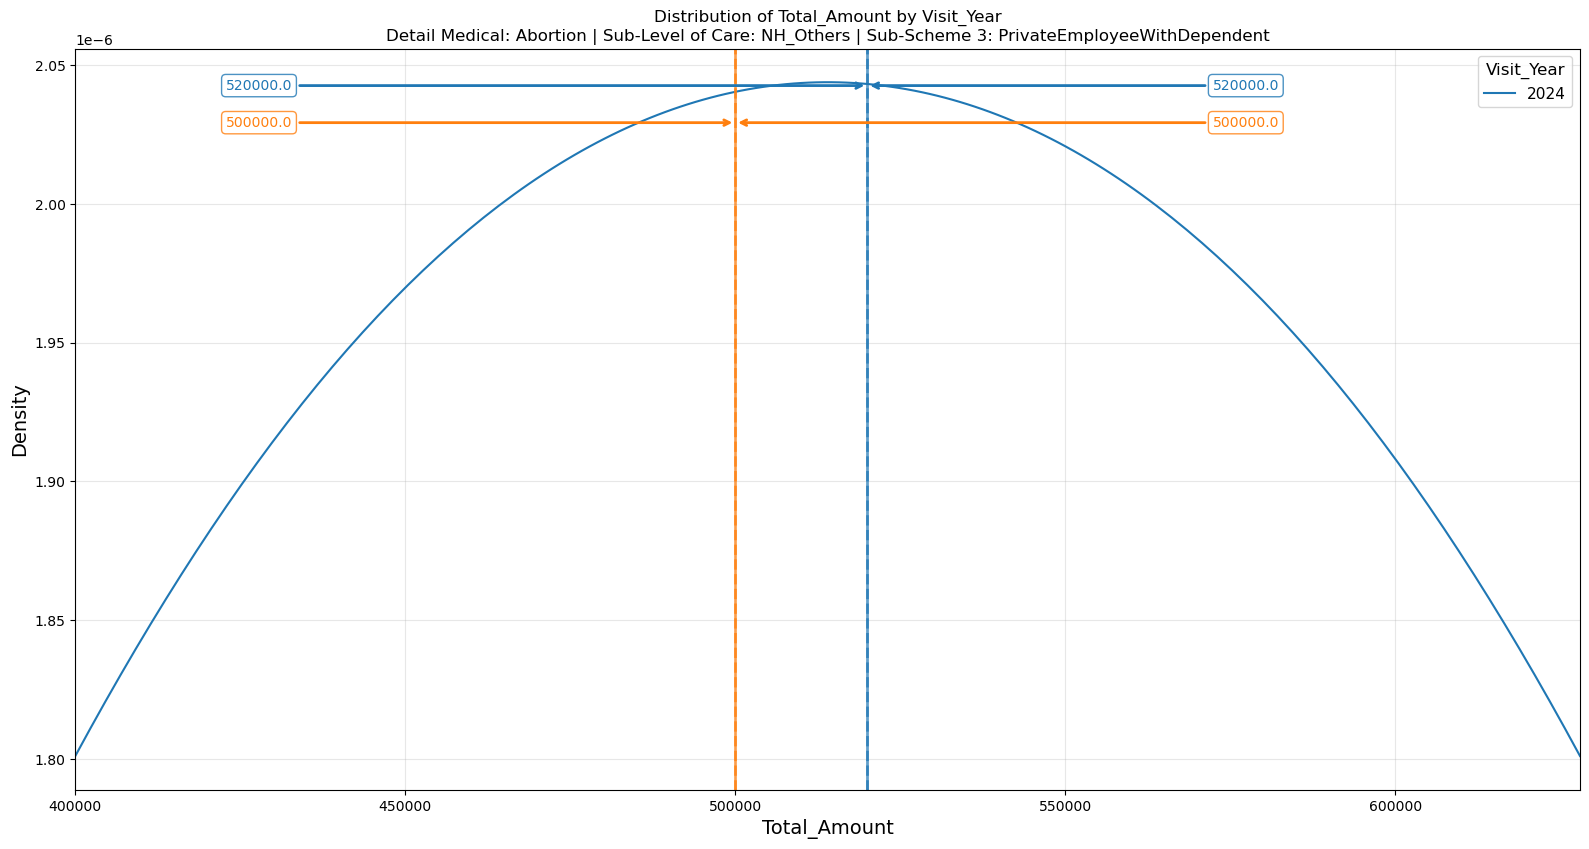 Distribution of Total_Amount by Visit_Year
Detail Medical: Abortion | Sub-Level of Care: NH_Others | Sub-Scheme 3: PrivateEmployeeWithDependent
1e−6
2.05
2.00
1.95
1.90
1.85
1.80
Density
520000.0
520000.0
500000.0
500000.0
Visit_Year
2024
400000
450000
500000
550000
600000
Total_Amount